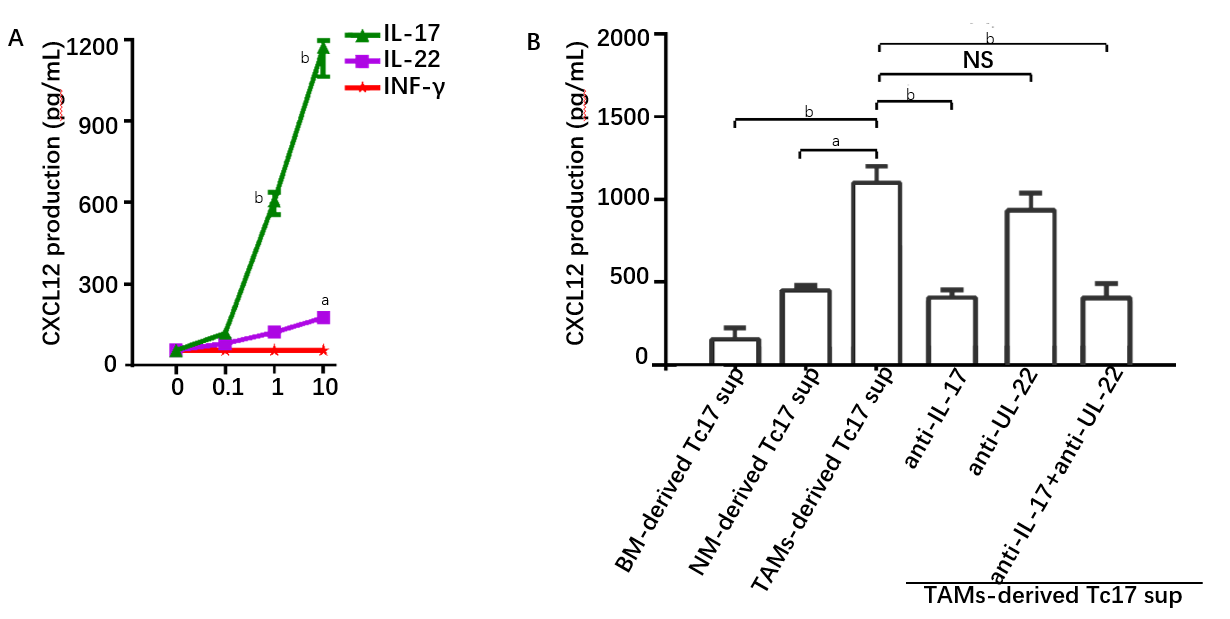 A
CXCL12 production (pg/mL)
1200
900
600
300
0
0 0.1 1 10
b
b
a
IL-17
IL-22
INF-γ
B
CXCL12 production (pg/mL)
2000
1500
1000
500
0
b
NS
b
b
a
BM-derived Tc17 sup
NM-derived Tc17 sup
TAMs-derived Tc17 sup
anti-IL-17
anti-UL-22
anti-IL-17+anti-UL-22
TAMs-derived Tc17 sup